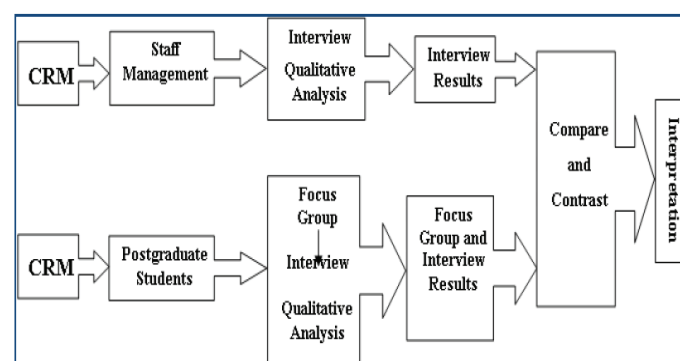 CRM
Staff
Management
Interview
Qualitative
Analysis
Interview
Results
CRM
Postgraduate
Students
Focus
Group
Interview
Qualitative
Analysis
Focus
Group and
Interview
Results
Compare
and
Contrast
Interpretation